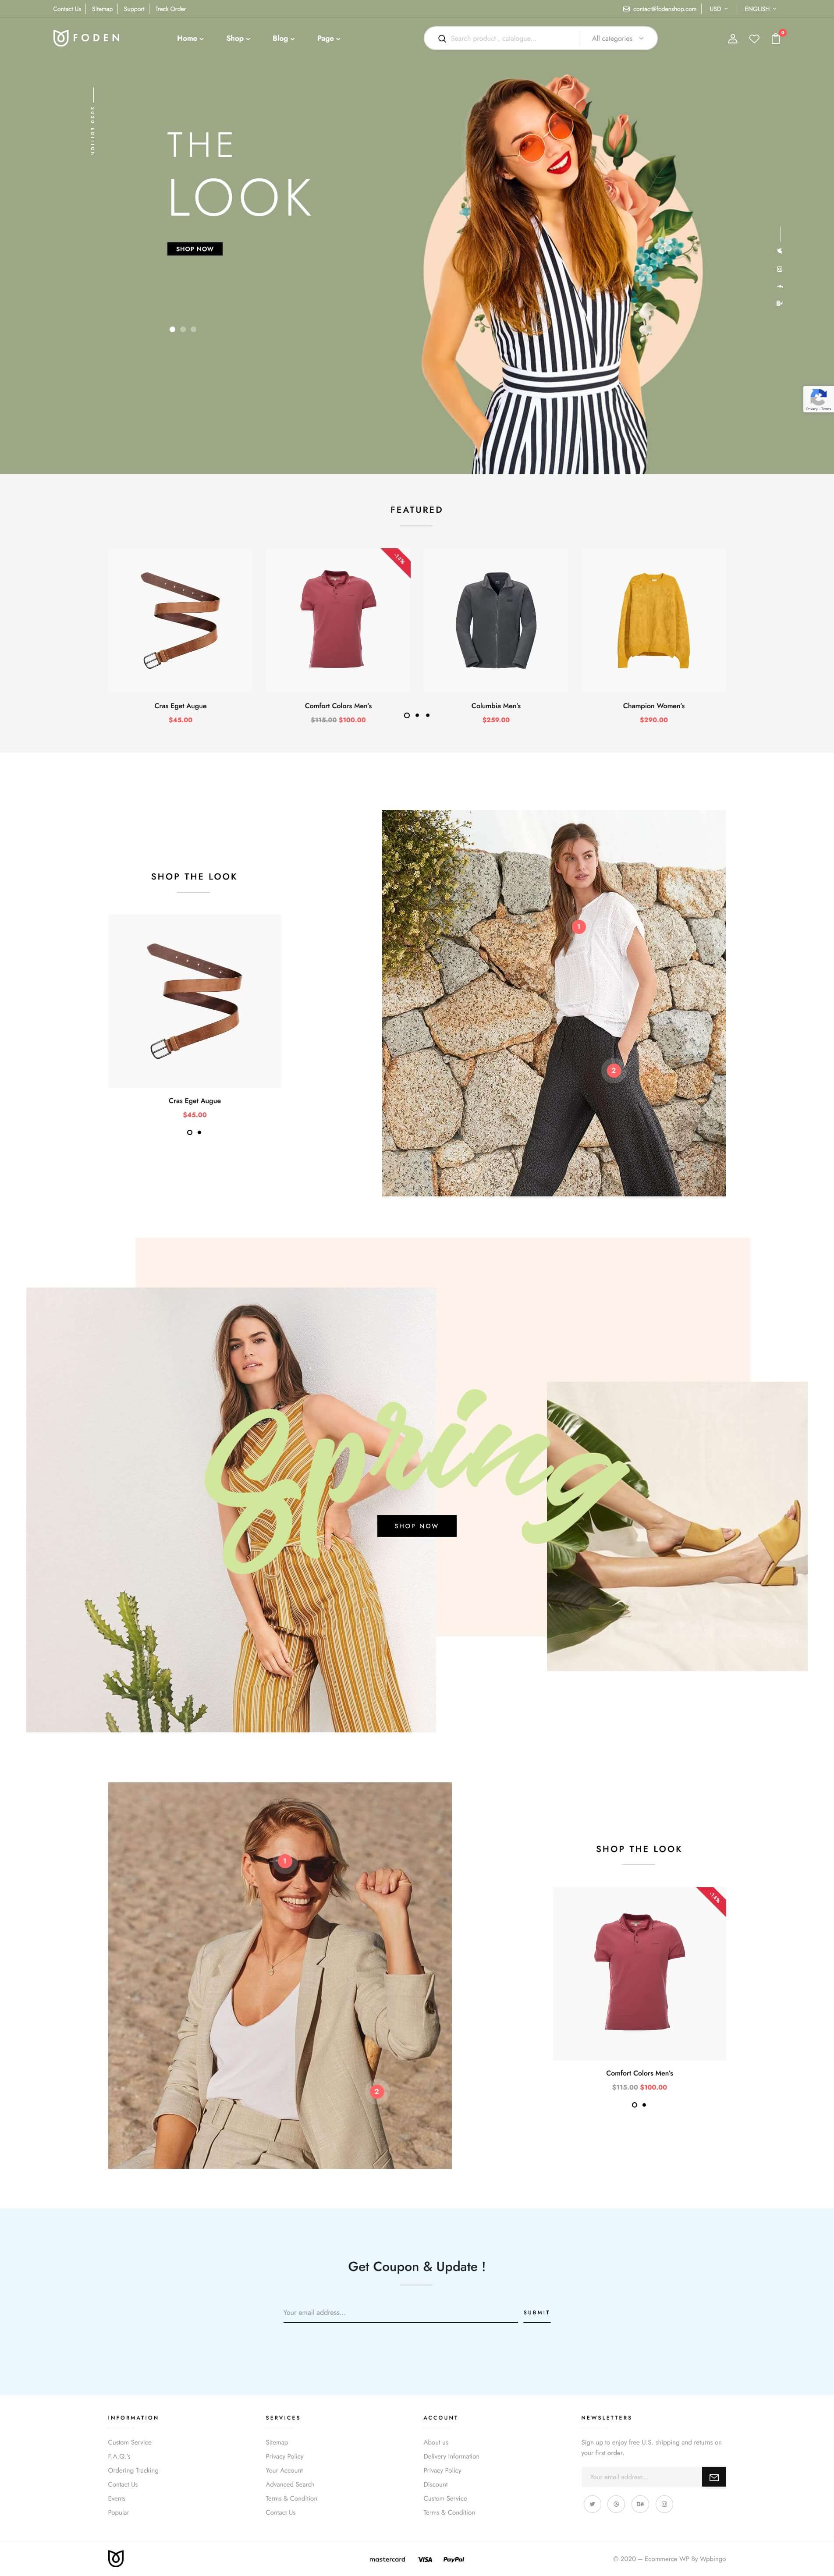 Contact Us
Sitemap
Support
Track Order
contact@fodenshop.com
USD
ENGLISH
FODEN
Home
Shop
Blog
Page
Search product , catalogue...
All categories
0
2020 EDITION
THE
LOOK
SHOP NOW
Privacy - Terms
FEATURED
-14%
Cras Eget Augue
$45.00
Comfort Colors Men's
$115.00 $100.00
Columbia Men's
$259.00
Champion Women's
$290.00
SHOP THE LOOK
1
2
Cras Eget Augue
$45.00
Spring
SHOP NOW
1
2
SHOP THE LOOK
-14%
Comfort Colors Men's
$115.00 $100.00
Get Coupon & Update !
Your email address...
SUBMIT
INFORMATION
Custom Service
F.A.Q.'s
Ordering Tracking
Contact Us
Events
Popular
SERVICES
Sitemap
Privacy Policy
Your Account
Advanced Search
Terms & Condition
Contact Us
ACCOUNT
About us
Delivery Information
Privacy Policy
Discount
Custom Service
Terms & Condition
NEWSLETTERS
Sign up to enjoy free U.S. shipping and returns on
your first order.
Your email address...
Bē
mastercard
VISA
PayPal
© 2020 – Ecommerce WP By Wpbingo